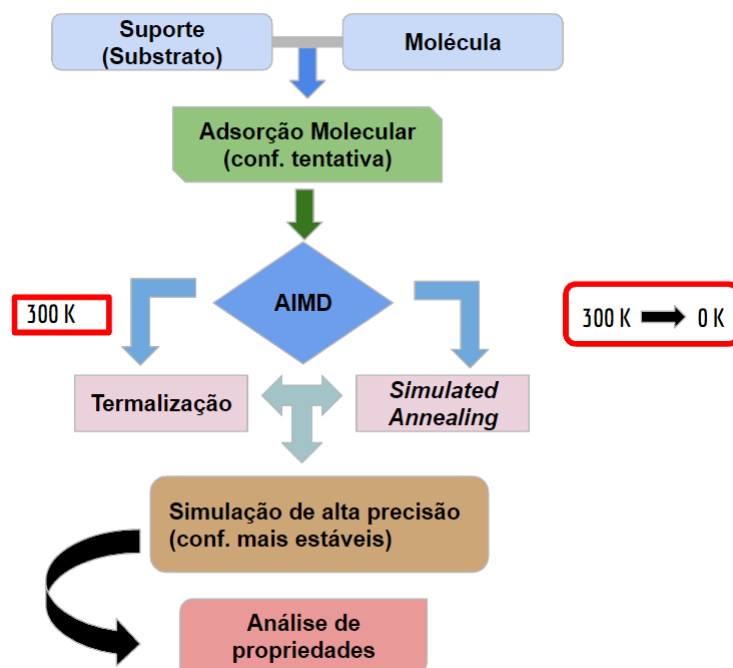 Suporte
(Substrato)
Molécula
Adsorção Molecular
(conf. tentativa)
AIMD
300 K
300 K
0 K
Termalização
Simulated
Annealing
Simulação de alta precisão
(conf. mais estáveis)
Análise de
propriedades